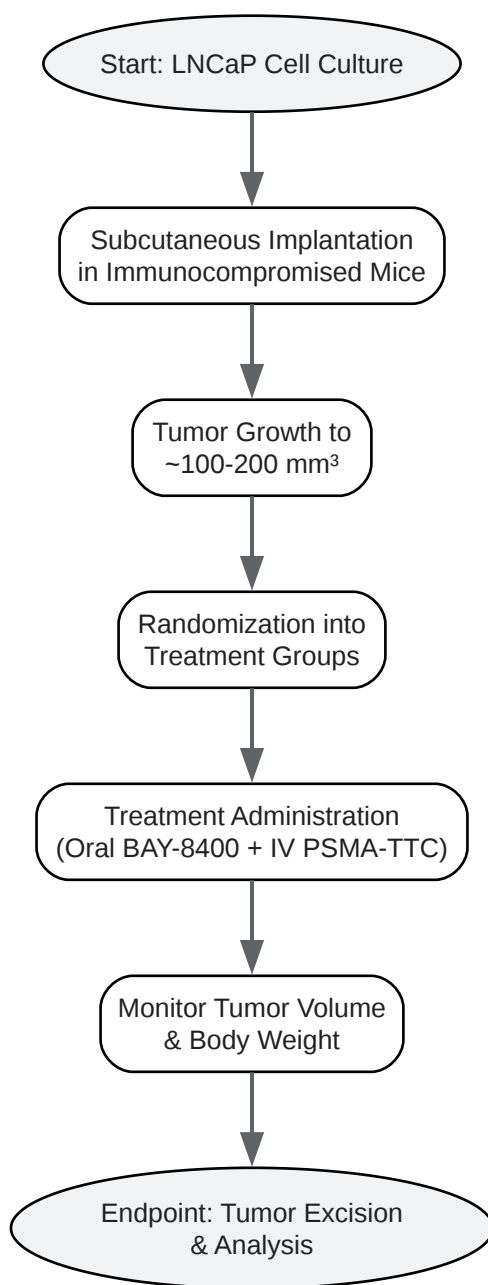 Start: LNCaP Cell Culture
Subcutaneous Implantation
in Immunocompromised Mice
Tumor Growth to
~100-200 mm³
Randomization into
Treatment Groups
Treatment Administration
(Oral BAY-8400 + IV PSMA-TTC)
Monitor Tumor Volume
& Body Weight
Endpoint: Tumor Excision
& Analysis